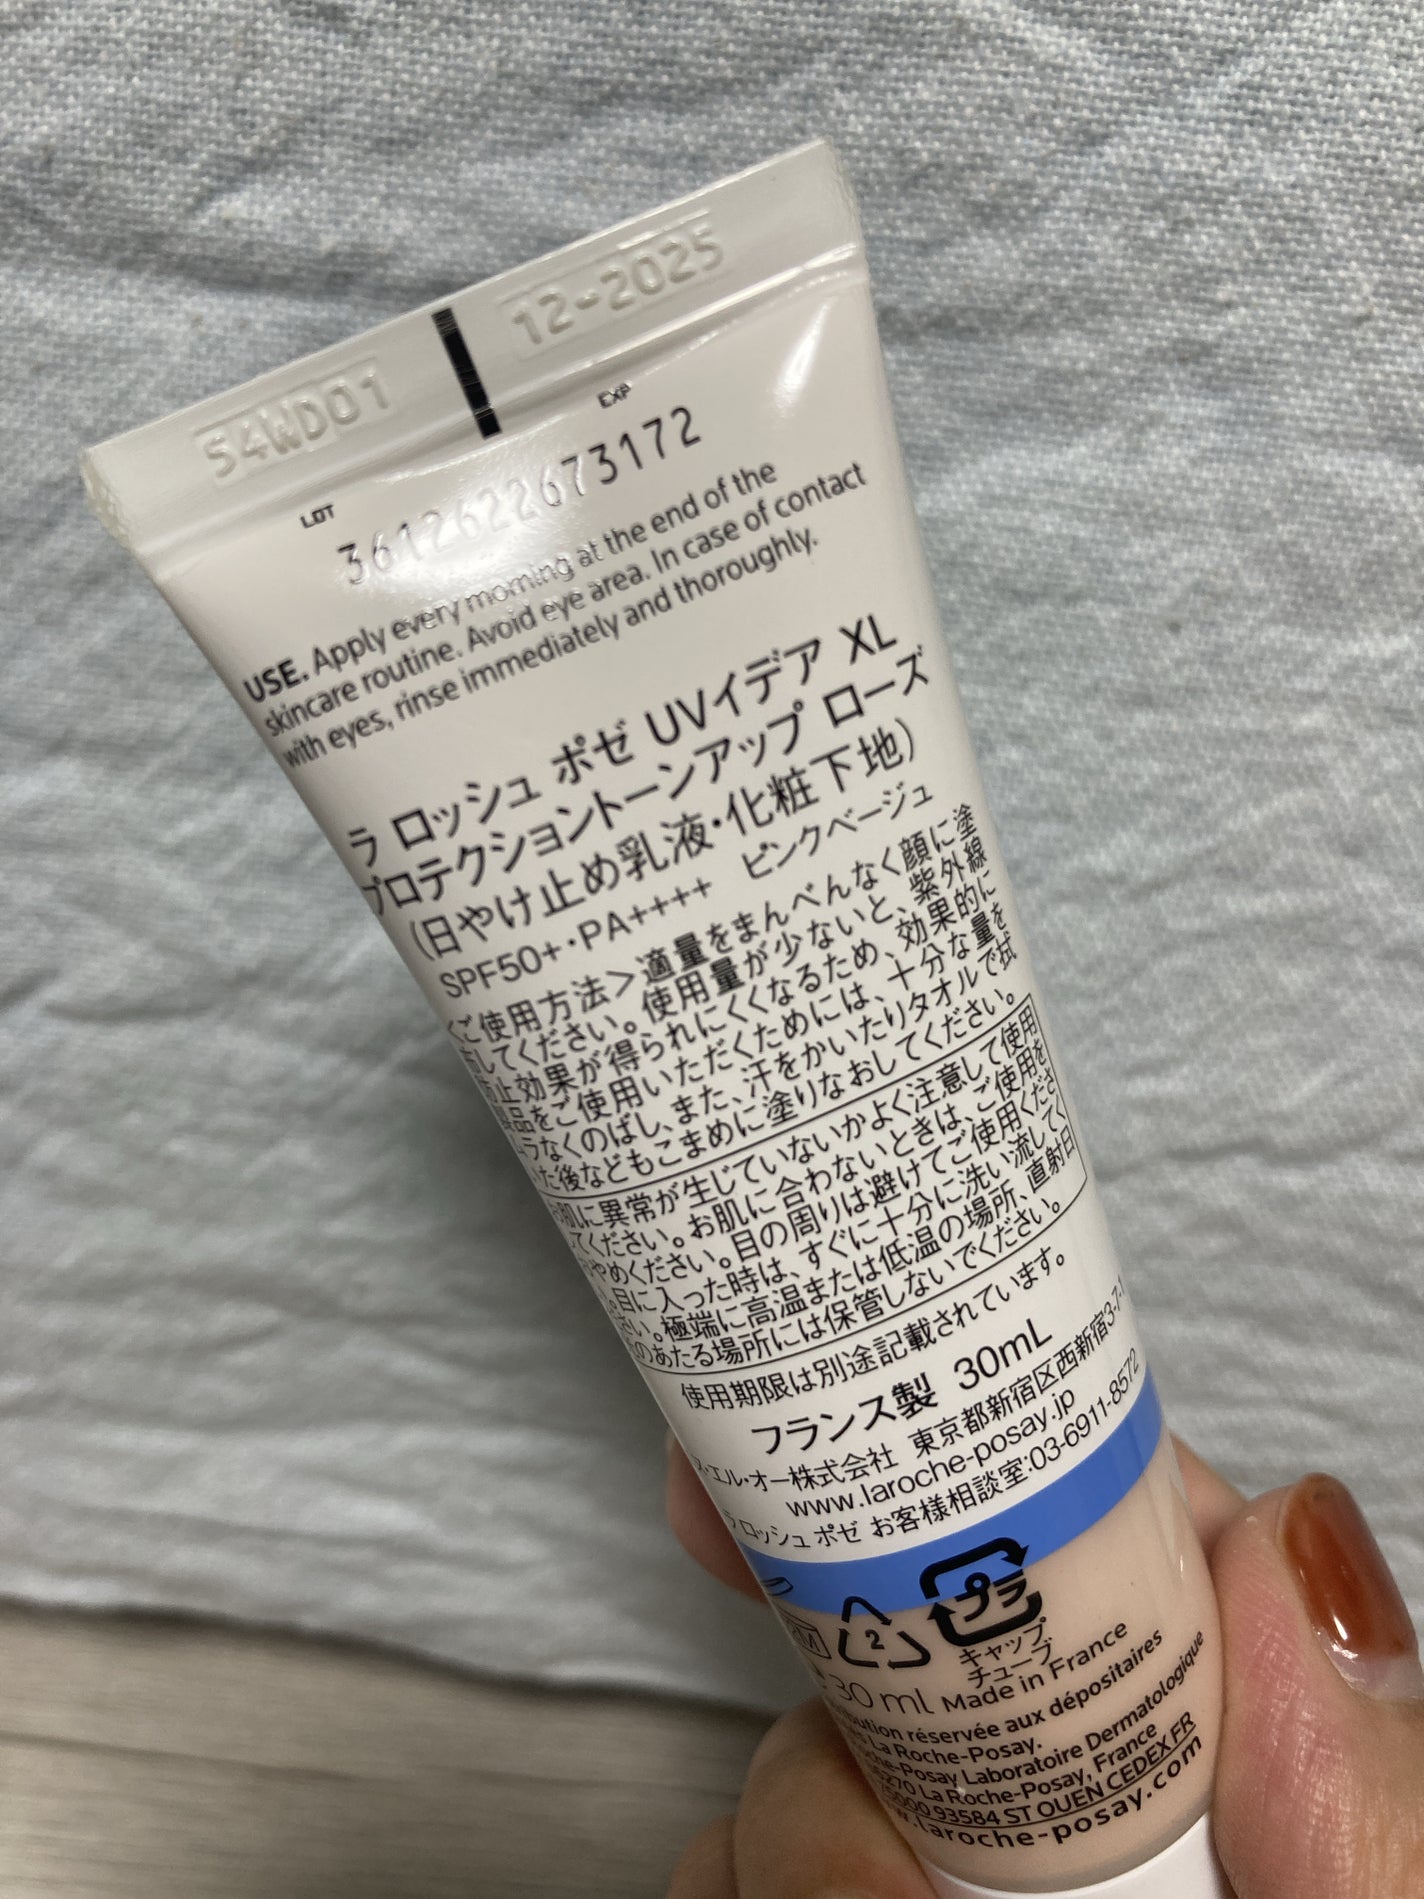 54WD01
12-2025
LOT
EXP
3612622673172
USE. Apply every morning at the end of the
skincare routine. Avoid eye area. In case of contact
with eyes, rinse immediately and thoroughly.
ラ ロッシュ ポゼ UVイデア XL
プロテクショントーンアップ ローズ
(日やけ止め乳液・化粧下地)
SPF50+・PA++++ ピンクベージュ
<ご使用方法>適量をまんべんなく顔に塗
布してください。使用量が少ないと、紫外線
防止効果が得られにくくなるため、効果的に
製品をご使用いただくためには、十分な量を
ムラなくのばし、また、汗をかいたりタオルで拭
いた後などもこまめに塗りなおしてください。
お肌に異常が生じていないかよく注意して使用
してください。お肌に合わないときは、ご使用を
おやめください。目の周りは避けてご使用くださ
い。目に入った時は、すぐに十分に洗い流してく
ださい。極端に高温または低温の場所、直射日
光のあたる場所には保管しないでください。
使用期限は別途記載されています。
フランス製 30mL
ス・エル・オー株式会社 東京都新宿区西新宿3-7-1
www.laroche-posay.jp
ラ ロッシュ ポゼ お客様相談室:03-6911-8572
2
プラ
キャップ
チューブ
30 ml Made in France
réservée aux dépositaires
La Roche-Posay.
Laboratoire Dermatologique
La Roche-Posay, France
93584 ST OUEN CEDEX FR
laroche-posay.com